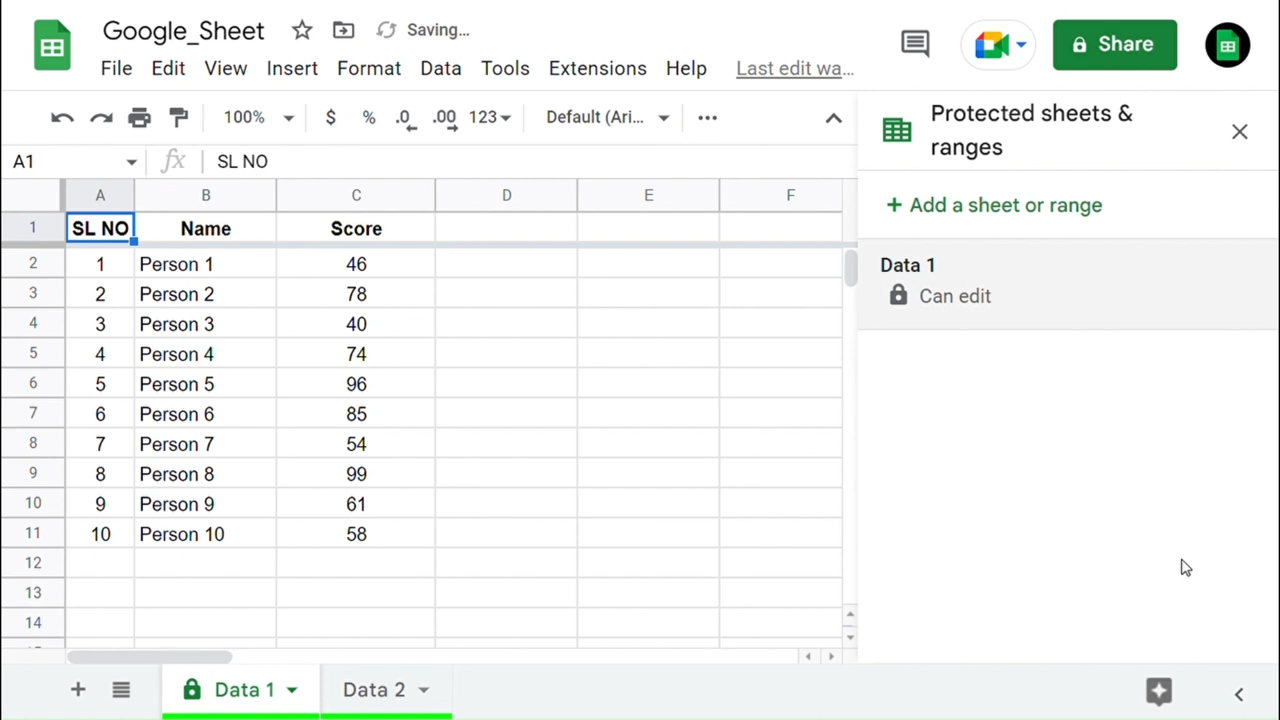 Google_Sheet Saving...
File Edit View Insert Format Data Tools Extensions Help Last edit wa...
Share
100% $ % .0 .00 123 Default (Ari... 
A1 fx SL NO
A B C D E F
1 SL NO Name Score
2 1 Person 1 46
3 2 Person 2 78
4 3 Person 3 40
5 4 Person 4 74
6 5 Person 5 96
7 6 Person 6 85
8 7 Person 7 54
9 8 Person 8 99
10 9 Person 9 61
11 10 Person 10 58
12
13
14
Protected sheets &
ranges
+ Add a sheet or range
Data 1
Can edit
Data 1 Data 2